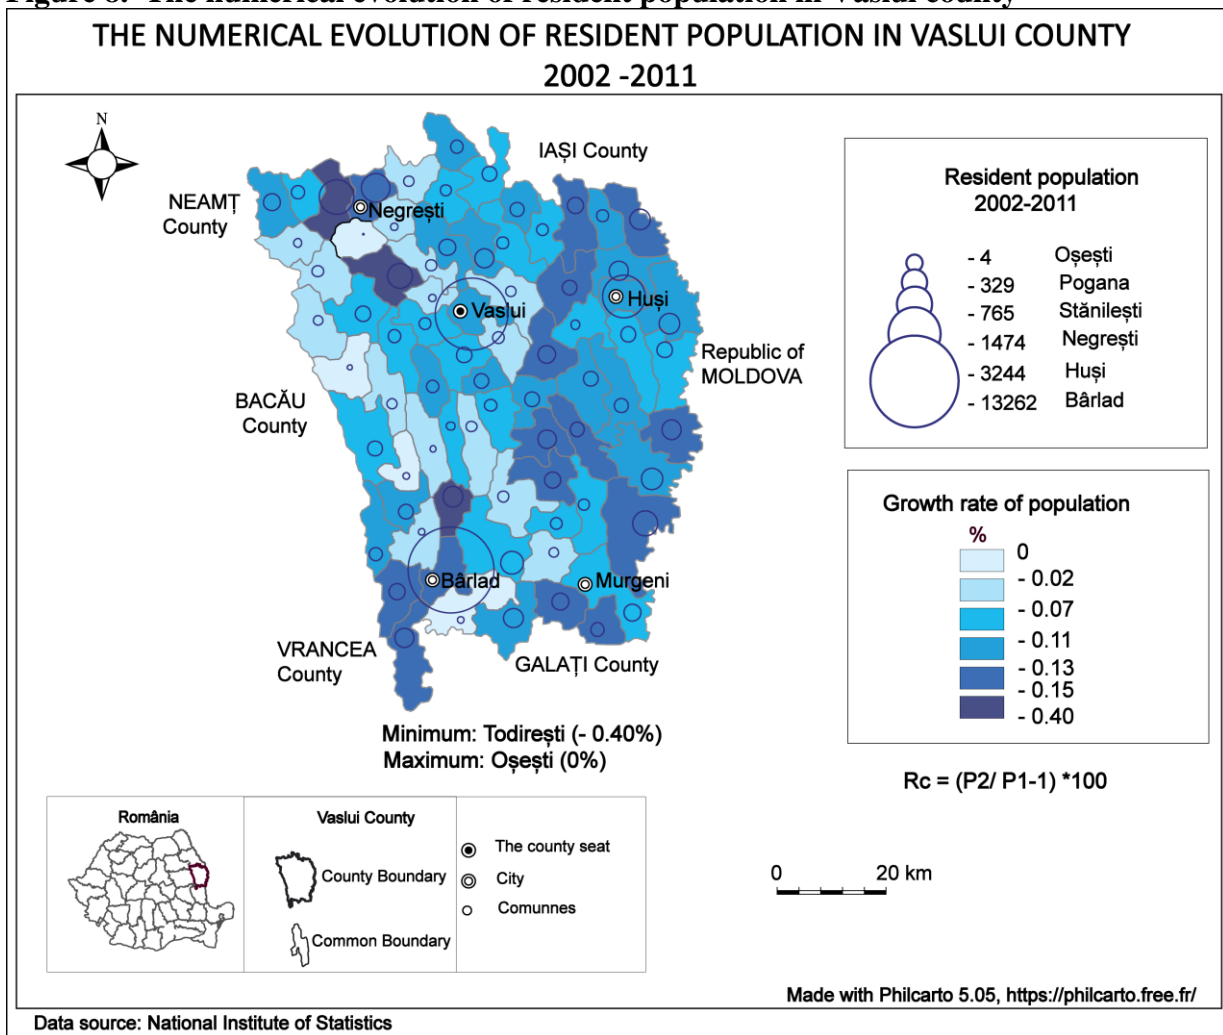 Figure 8. The numerical evolution of resident population in Vaslui county
THE NUMERICAL EVOLUTION OF RESIDENT POPULATION IN VASLUI COUNTY
2002 -2011
N
IAȘI County
NEAMȚ
County
Negrești
Huși
Vaslui
Republic of
MOLDOVA
BACĂU
County
Bârlad
Murgeni
VRANCEA
County
GALAȚI County
Minimum: Todirești (- 0.40%)
Maximum: Oșești (0%)
Resident population
2002-2011
- 4 Oșești
- 329 Pogana
- 765 Stănilești
- 1474 Negrești
- 3244 Huși
- 13262 Bârlad
Growth rate of population
%
0
- 0.02
- 0.07
- 0.11
- 0.13
- 0.15
- 0.40
Rc = (P2/ P1-1) *100
România
Vaslui County
County Boundary
Common Boundary
The county seat
City
Comunnes
0 20 km
Made with Philcarto 5.05, https://philcarto.free.fr/
Data source: National Institute of Statistics